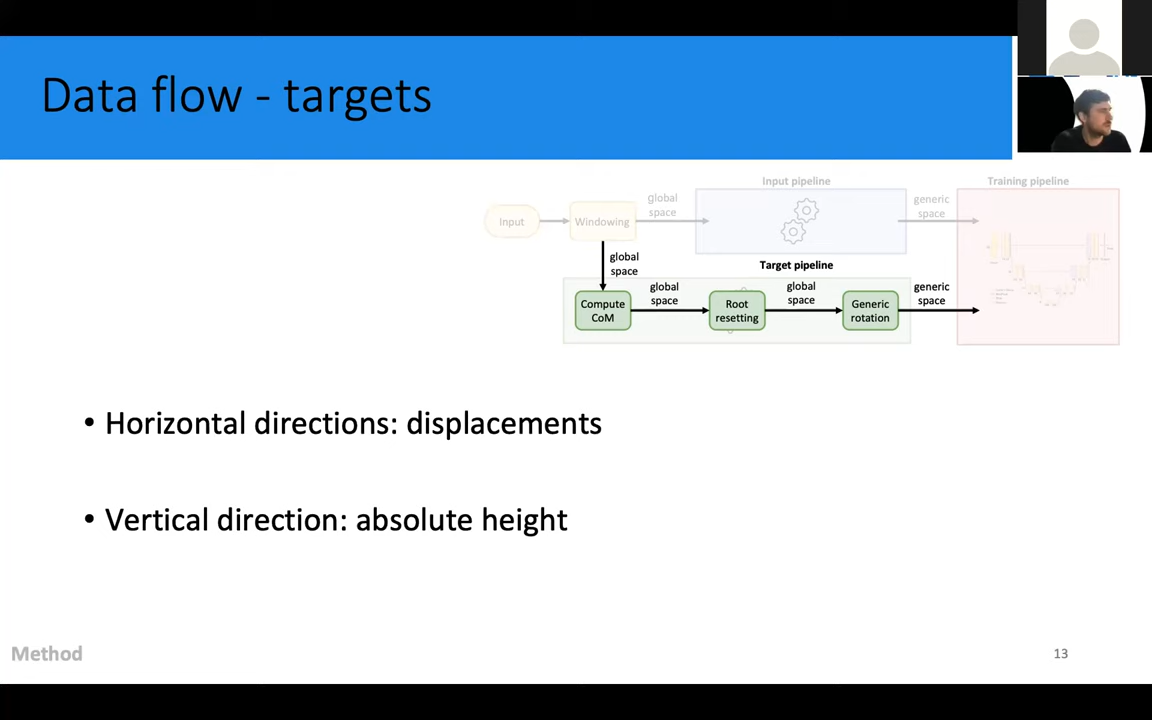 Data flow - targets
Input pipeline
Training pipeline
Input
Windowing
global
space
generic
space
global
space
Target pipeline
Compute
CoM
global
space
Root
resetting
global
space
Generic
rotation
generic
space
• Horizontal directions: displacements
• Vertical direction: absolute height
Method
13